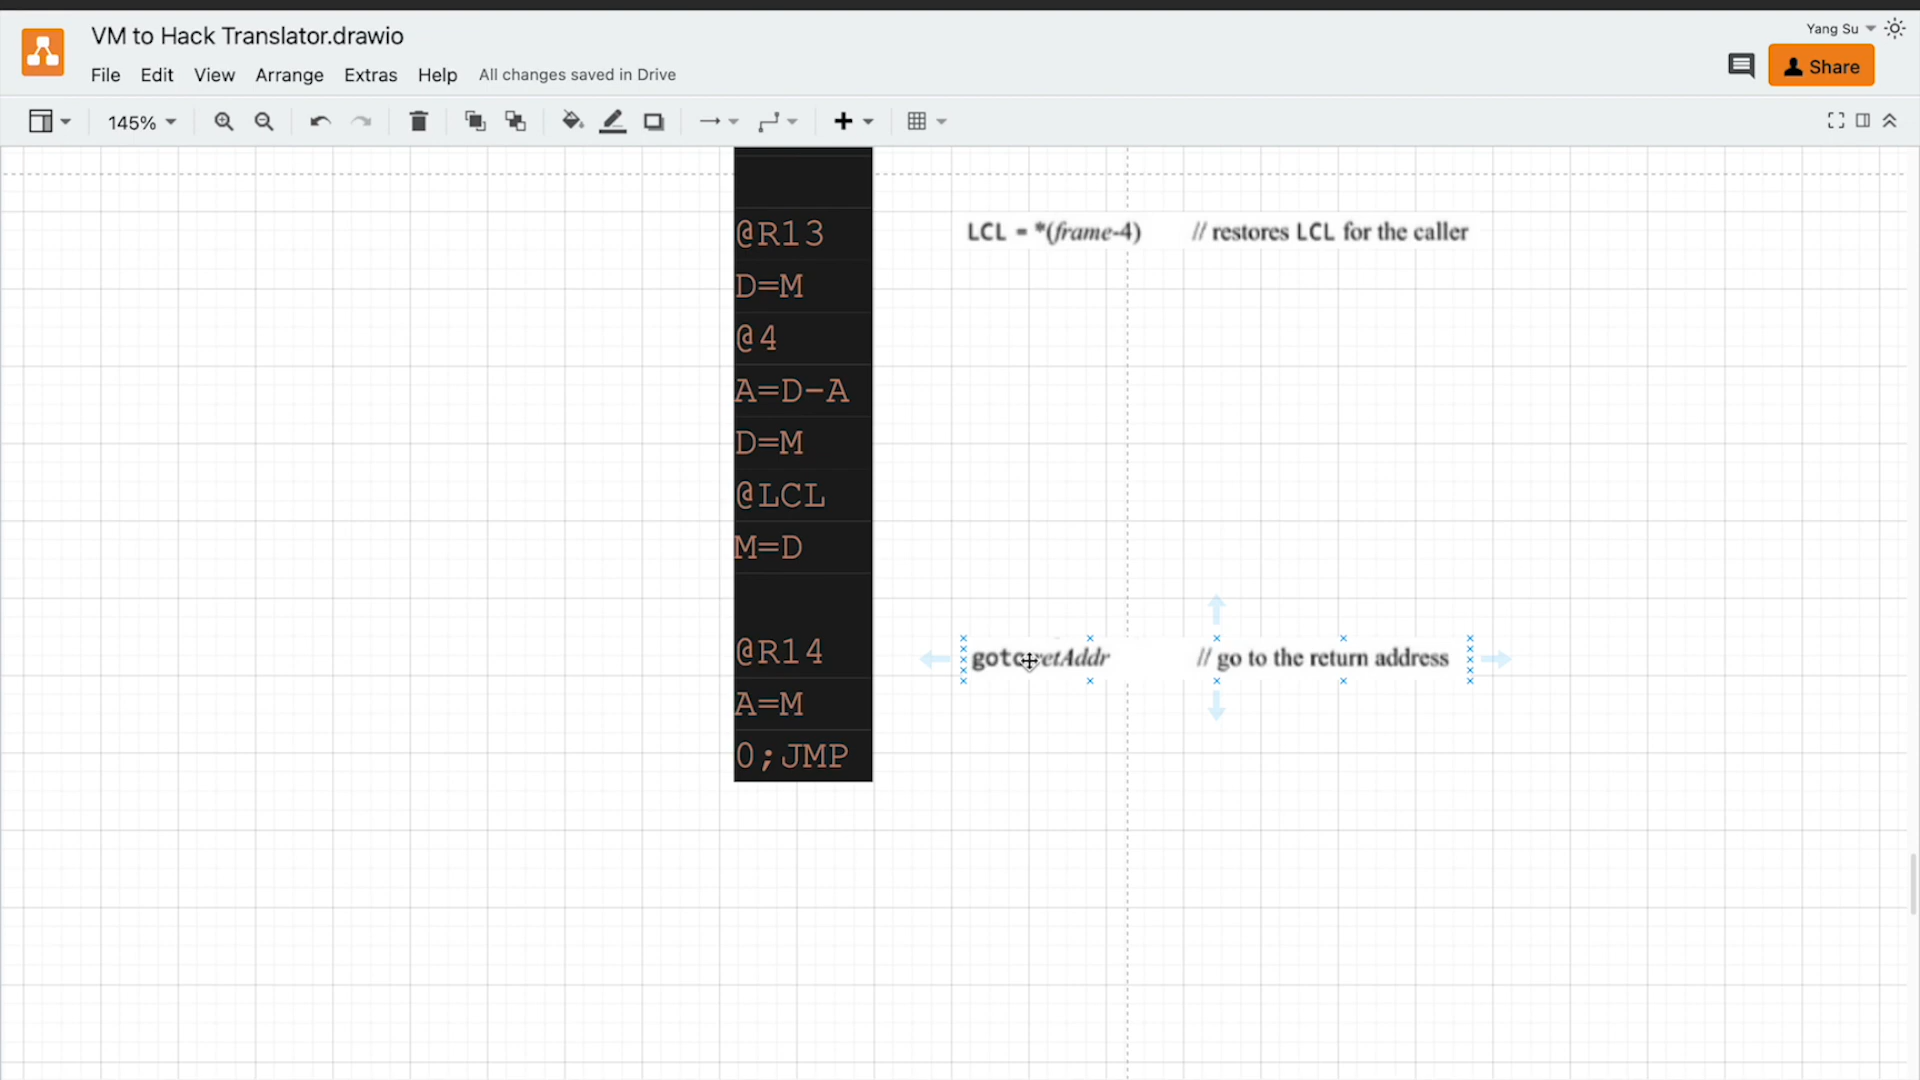 VM to Hack Translator.drawio
Yang Su
File Edit View Arrange Extras Help All changes saved in Drive
Share
145%
@R13
D=M
@4
A=D-A
D=M
@LCL
M=D
@R14
A=M
0;JMP
LCL = *(frame-4) // restores LCL for the caller
goto retAddr // go to the return address